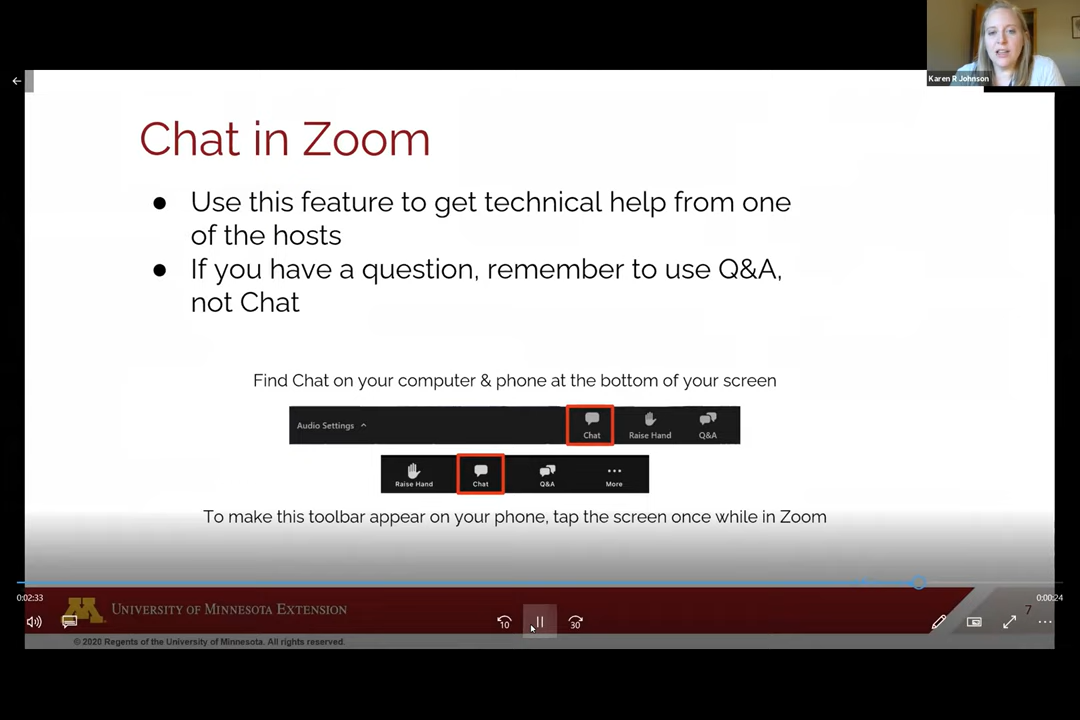 Karen R Johnson
Chat in Zoom
● Use this feature to get technical help from one
of the hosts
● If you have a question, remember to use Q&A,
not Chat
Find Chat on your computer & phone at the bottom of your screen
Audio Settings
Chat
Raise Hand
Q&A
Raise Hand
Chat
Q&A
More
To make this toolbar appear on your phone, tap the screen once while in Zoom
0:02:33
0:00:24
M
UNIVERSITY OF MINNESOTA EXTENSION
7
10
30
© 2020 Regents of the University of Minnesota. All rights reserved.